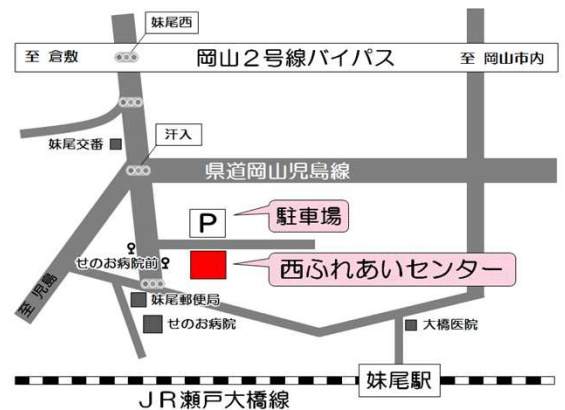 妹尾西
至 倉敷
岡山２号線バイパス
至 岡山市内
汗入
妹尾交番
県道岡山児島線
P
駐車場
せのお病院前
西ふれあいセンター
至 児島
妹尾郵便局
せのお病院
大橋医院
妹尾駅
ＪＲ瀬戸大橋線